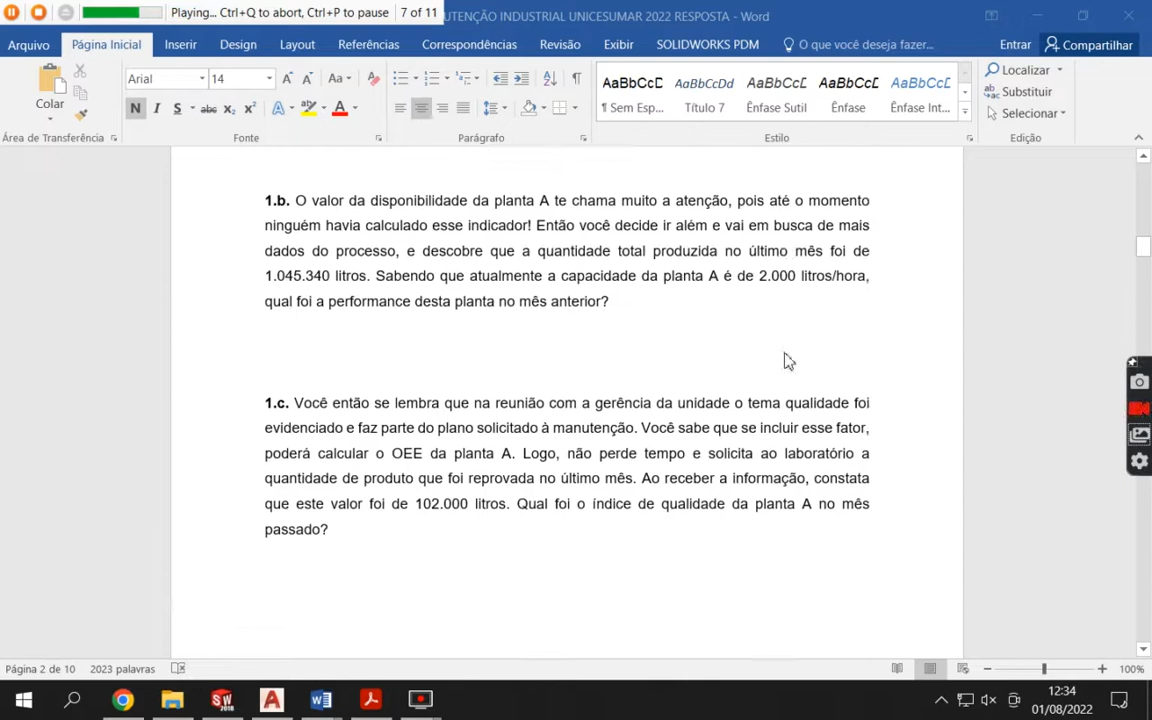 Playing... Ctrl+Q to abort, Ctrl+P to pause 7 of 11 UTENÇÃO INDUSTRIAL UNICESUMAR 2022 RESPOSTA - Word
Arquivo Página Inicial Inserir Design Layout Referências Correspondências Revisão Exibir SOLIDWORKS PDM O que você deseja fazer... Entrar Compartilhar
Colar Arial 14 Aa AaBbCcD AaBbCcDd AaBbCcD AaBbCcD AaBbCcD Localizar
N I S abc x₂ x² A A ¶ Sem Esp... Título 7 Ênfase Sutil Ênfase Ênfase Int... Substituir
Selecionar
Área de Transferência Fonte Parágrafo Estilo Edição
1.b. O valor da disponibilidade da planta A te chama muito a atenção, pois até o momento
ninguém havia calculado esse indicador! Então você decide ir além e vai em busca de mais
dados do processo, e descobre que a quantidade total produzida no último mês foi de
1.045.340 litros. Sabendo que atualmente a capacidade da planta A é de 2.000 litros/hora,
qual foi a performance desta planta no mês anterior?
1.c. Você então se lembra que na reunião com a gerência da unidade o tema qualidade foi
evidenciado e faz parte do plano solicitado à manutenção. Você sabe que se incluir esse fator,
poderá calcular o OEE da planta A. Logo, não perde tempo e solicita ao laboratório a
quantidade de produto que foi reprovada no último mês. Ao receber a informação, constata
que este valor foi de 102.000 litros. Qual foi o índice de qualidade da planta A no mês
passado?
Página 2 de 10 2023 palavras 100%
12:34
01/08/2022